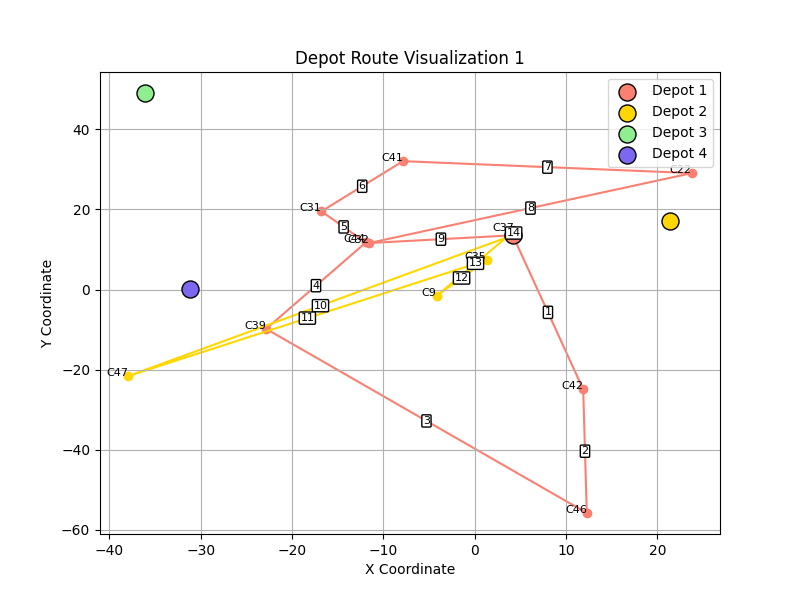 Depot Route Visualization 1
Depot 1
Depot 2
Depot 3
Depot 4
C41
7
C22
6
C31
8
5
C37
14
9
C35
13
12
4
C9
10
11
1
C39
C47
C42
3
2
C46
40
20
0
−20
−40
−60
Y Coordinate
−40 −30 −20 −10 0 10 20
X Coordinate